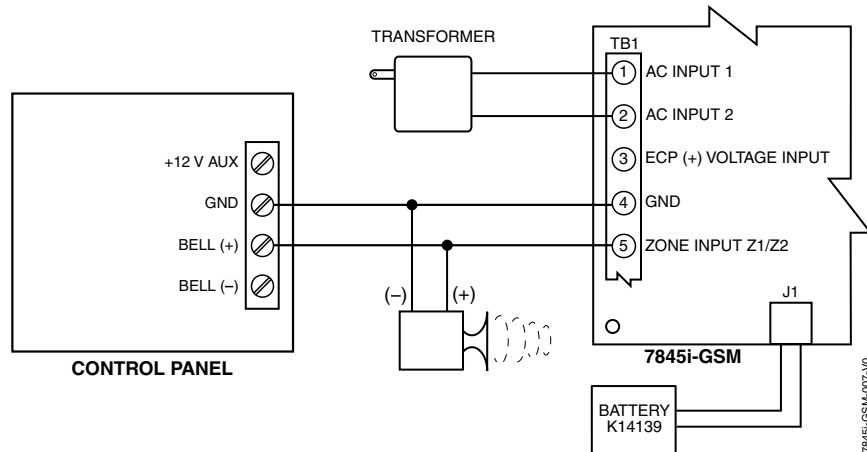 TRANSFORMER
TB1
1 AC INPUT 1
2 AC INPUT 2
3 ECP (+) VOLTAGE INPUT
4 GND
5 ZONE INPUT Z1/Z2
+12 V AUX
GND
BELL (+)
BELL (–)
CONTROL PANEL
(–) (+)
J1
7845i-GSM
BATTERY
K14139
7845i-GSM-007-V0